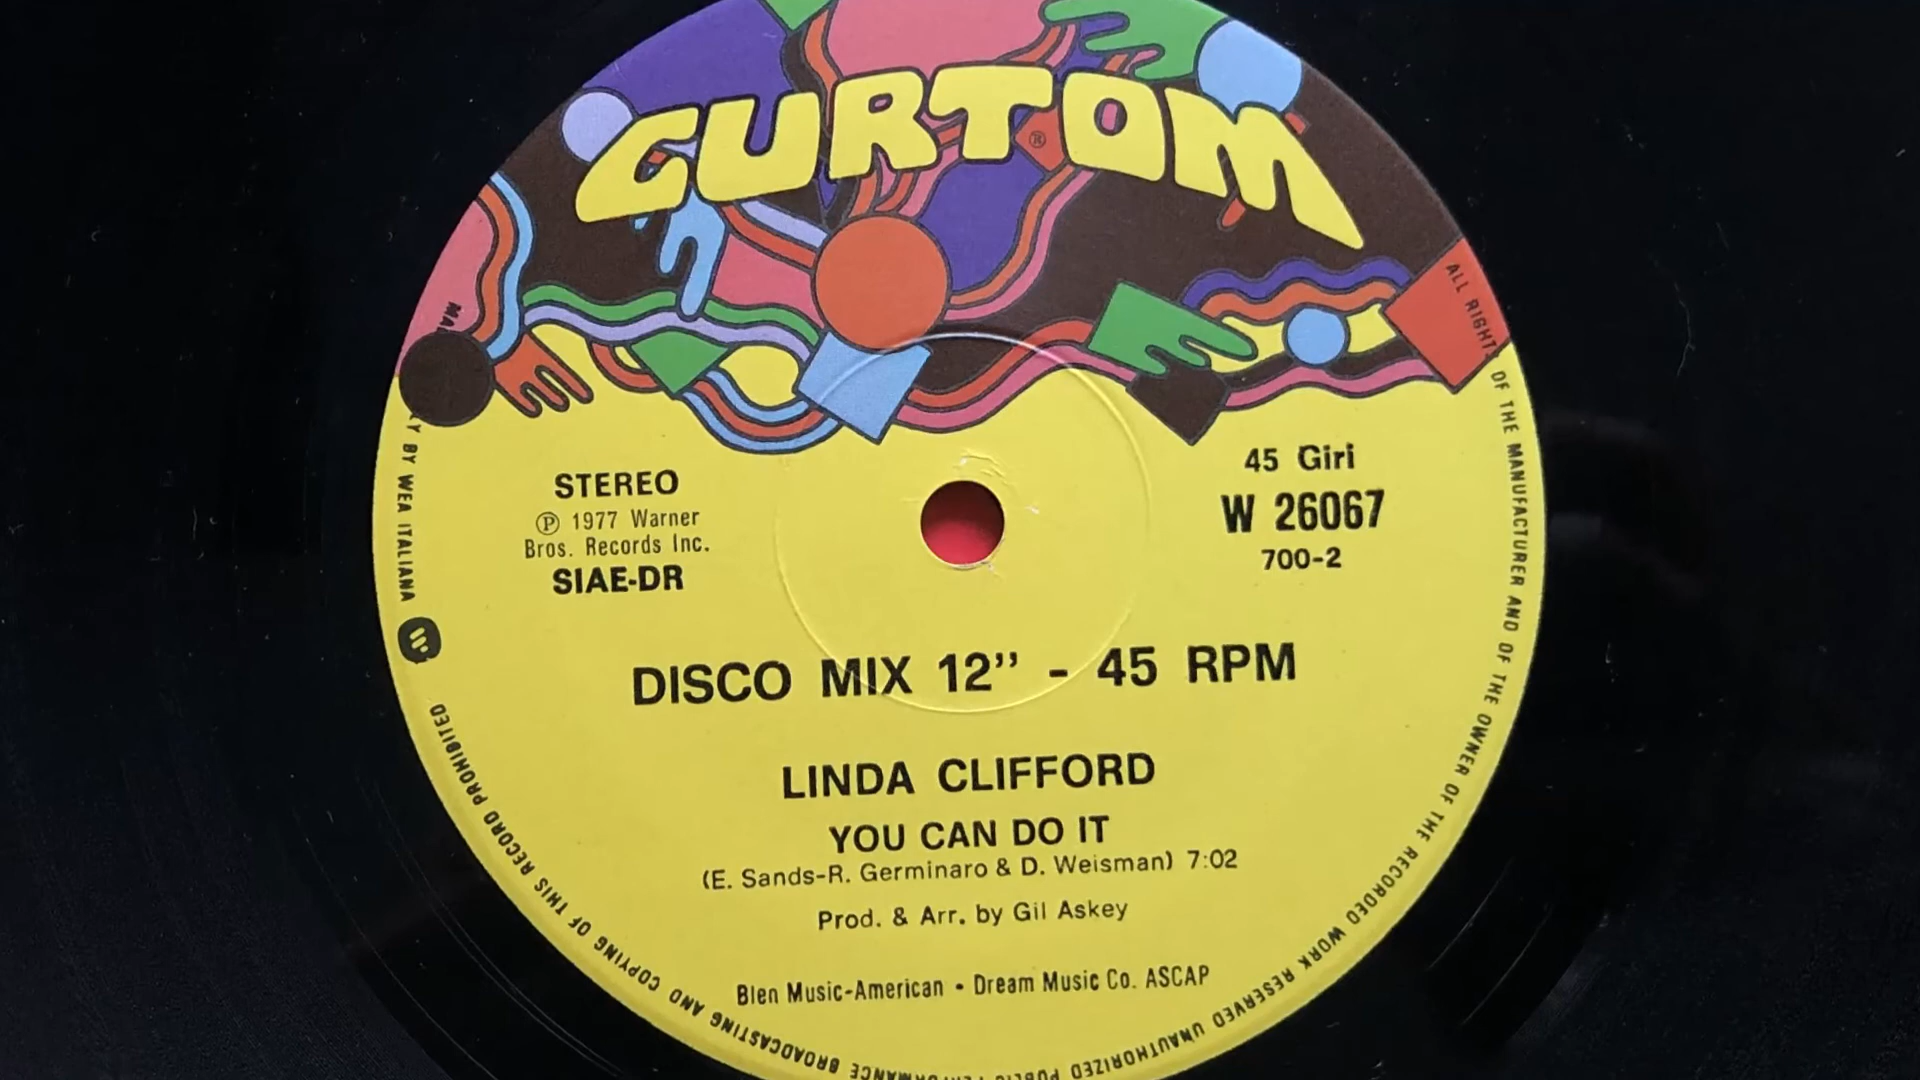 CURTOM
®
STEREO
Ⓟ 1977 Warner
Bros. Records Inc.
SIAE-DR
45 Giri
W 26067
700-2
DISCO MIX 12” - 45 RPM
LINDA CLIFFORD
YOU CAN DO IT
(E. Sands-R. Germinaro & D. Weisman) 7:02
Prod. & Arr. by Gil Askey
Blen Music-American • Dream Music Co. ASCAP
BY WEA ITALIANA
ALL RIGHTS OF THE MANUFACTURER AND OF THE OWNER OF THE RECORDED WORK RESERVED UNAUTHORIZED PUBLIC PERFORMANCE BROADCASTING AND COPYING OF THIS RECORD PROHIBITED